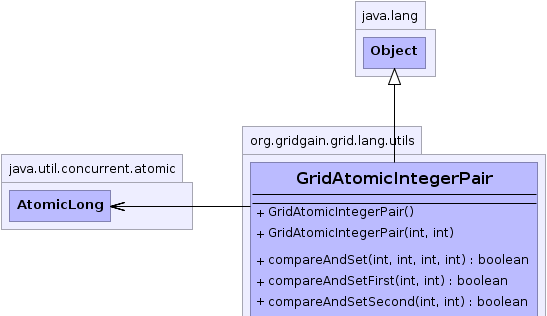 java.lang
Object
org.gridgain.grid.lang.utils
java.util.concurrent.atomic
GridAtomicIntegerPair
AtomicLong
+ GridAtomicIntegerPair()
+ GridAtomicIntegerPair(int, int)
+ compareAndSet(int, int, int, int) : boolean
+ compareAndSetFirst(int, int) : boolean
+ compareAndSetSecond(int, int) : boolean